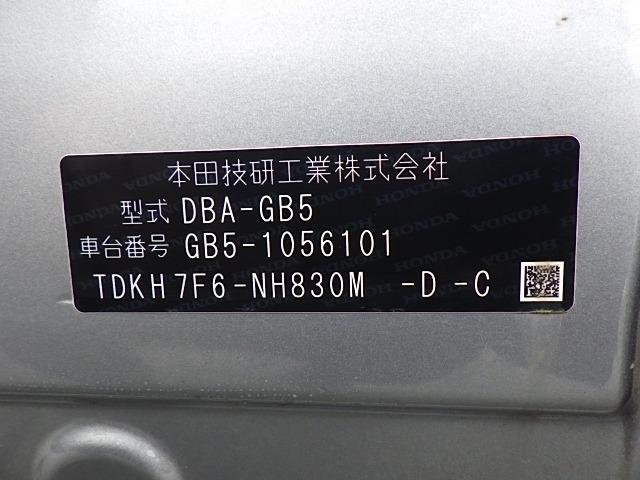 本田技研工業株式会社
型式 DBA-GB5
車台番号 GB5-1056101
TDKH7F6-NH830M -D -C